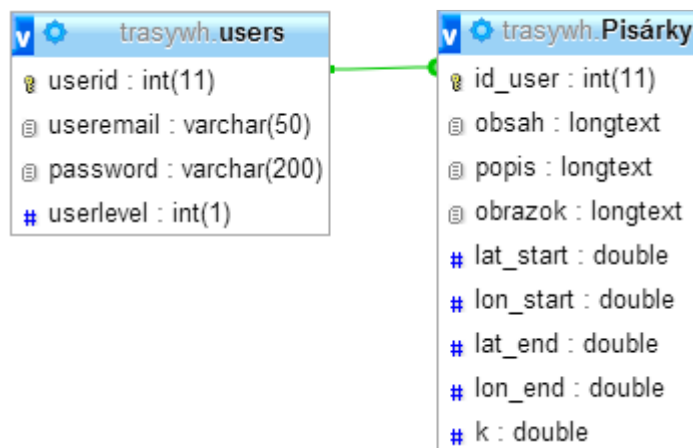 v trasywh.users
userid : int(11)
useremail : varchar(50)
password : varchar(200)
# userlevel : int(1)
v trasywh.Pisárky
id_user : int(11)
obsah : longtext
popis : longtext
obrazok : longtext
# lat_start : double
# lon_start : double
# lat_end : double
# lon_end : double
# k : double